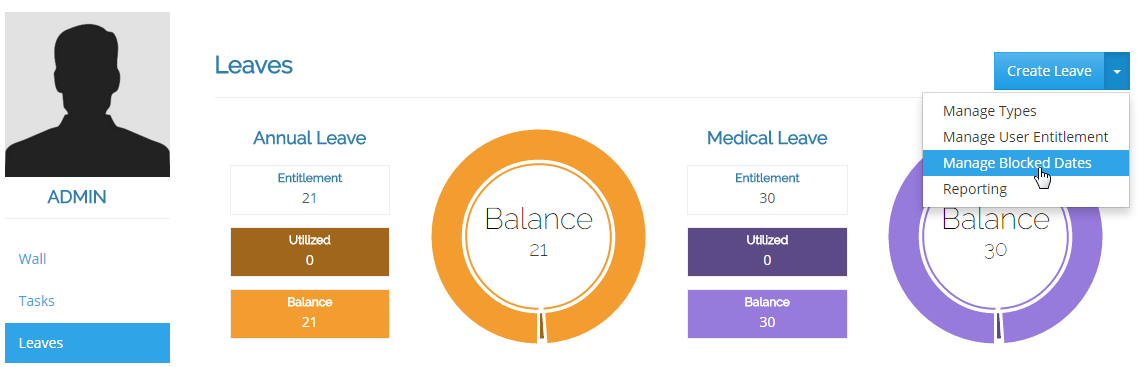 Leaves
Create Leave
Manage Types
Manage User Entitlement
Manage Blocked Dates
Reporting
Annual Leave
Entitlement
21
Utilized
0
Balance
21
Balance
21
Medical Leave
Entitlement
30
Utilized
0
Balance
30
Balance
30
ADMIN
Wall
Tasks
Leaves